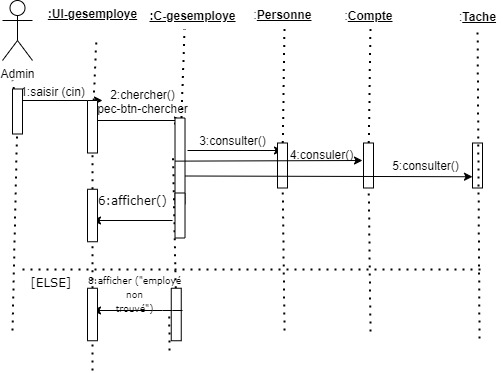 :UI-gesemploye
:C-gesemploye
:Personne
:Compte
:Tache
Admin
1:saisir (cin)
2:chercher()
pec-btn-chercher
3:consulter()
4:consuler()
5:consulter()
6:afficher()
[ELSE]
8:afficher ("employé
non
trouvé")